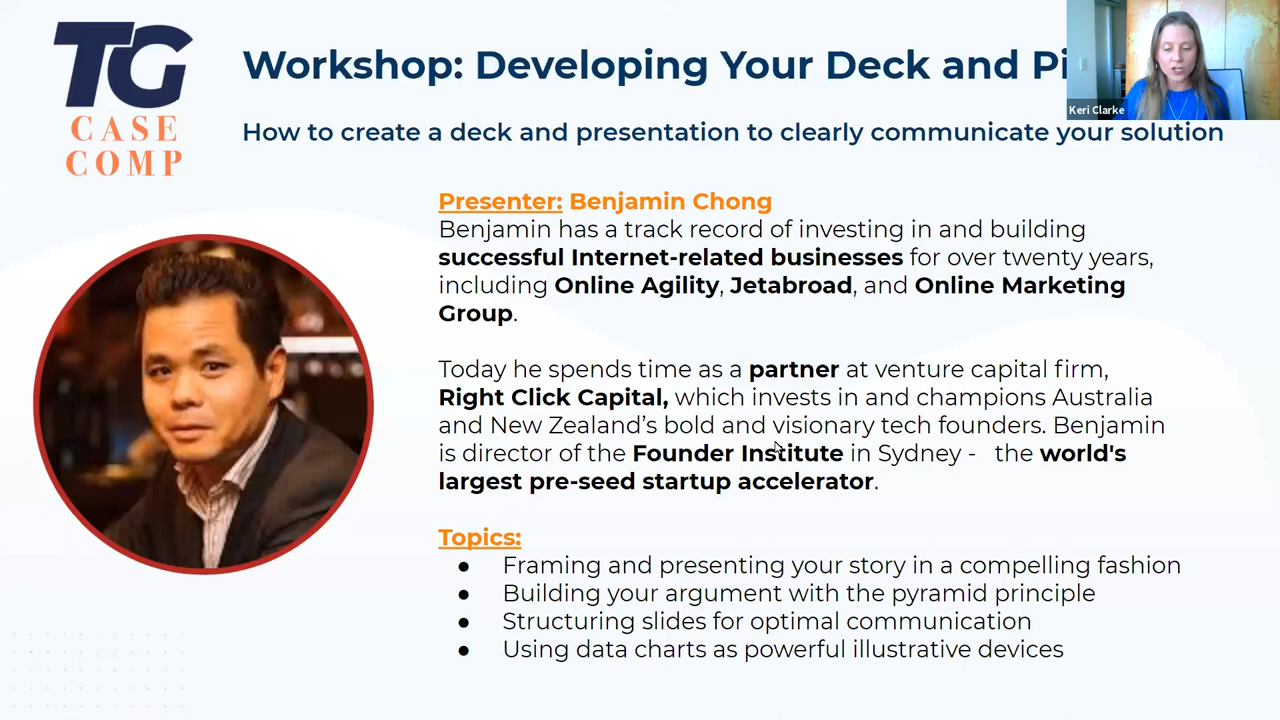 TG
CASE
COMP
Workshop: Developing Your Deck and Pi
Keri Clarke
How to create a deck and presentation to clearly communicate your solution
Presenter: Benjamin Chong
Benjamin has a track record of investing in and building
successful Internet-related businesses for over twenty years,
including Online Agility, Jetabroad, and Online Marketing
Group.
Today he spends time as a partner at venture capital firm,
Right Click Capital, which invests in and champions Australia
and New Zealand's bold and visionary tech founders. Benjamin
is director of the Founder Institute in Sydney - the world's
largest pre-seed startup accelerator.
Topics:
● Framing and presenting your story in a compelling fashion
● Building your argument with the pyramid principle
● Structuring slides for optimal communication
● Using data charts as powerful illustrative devices